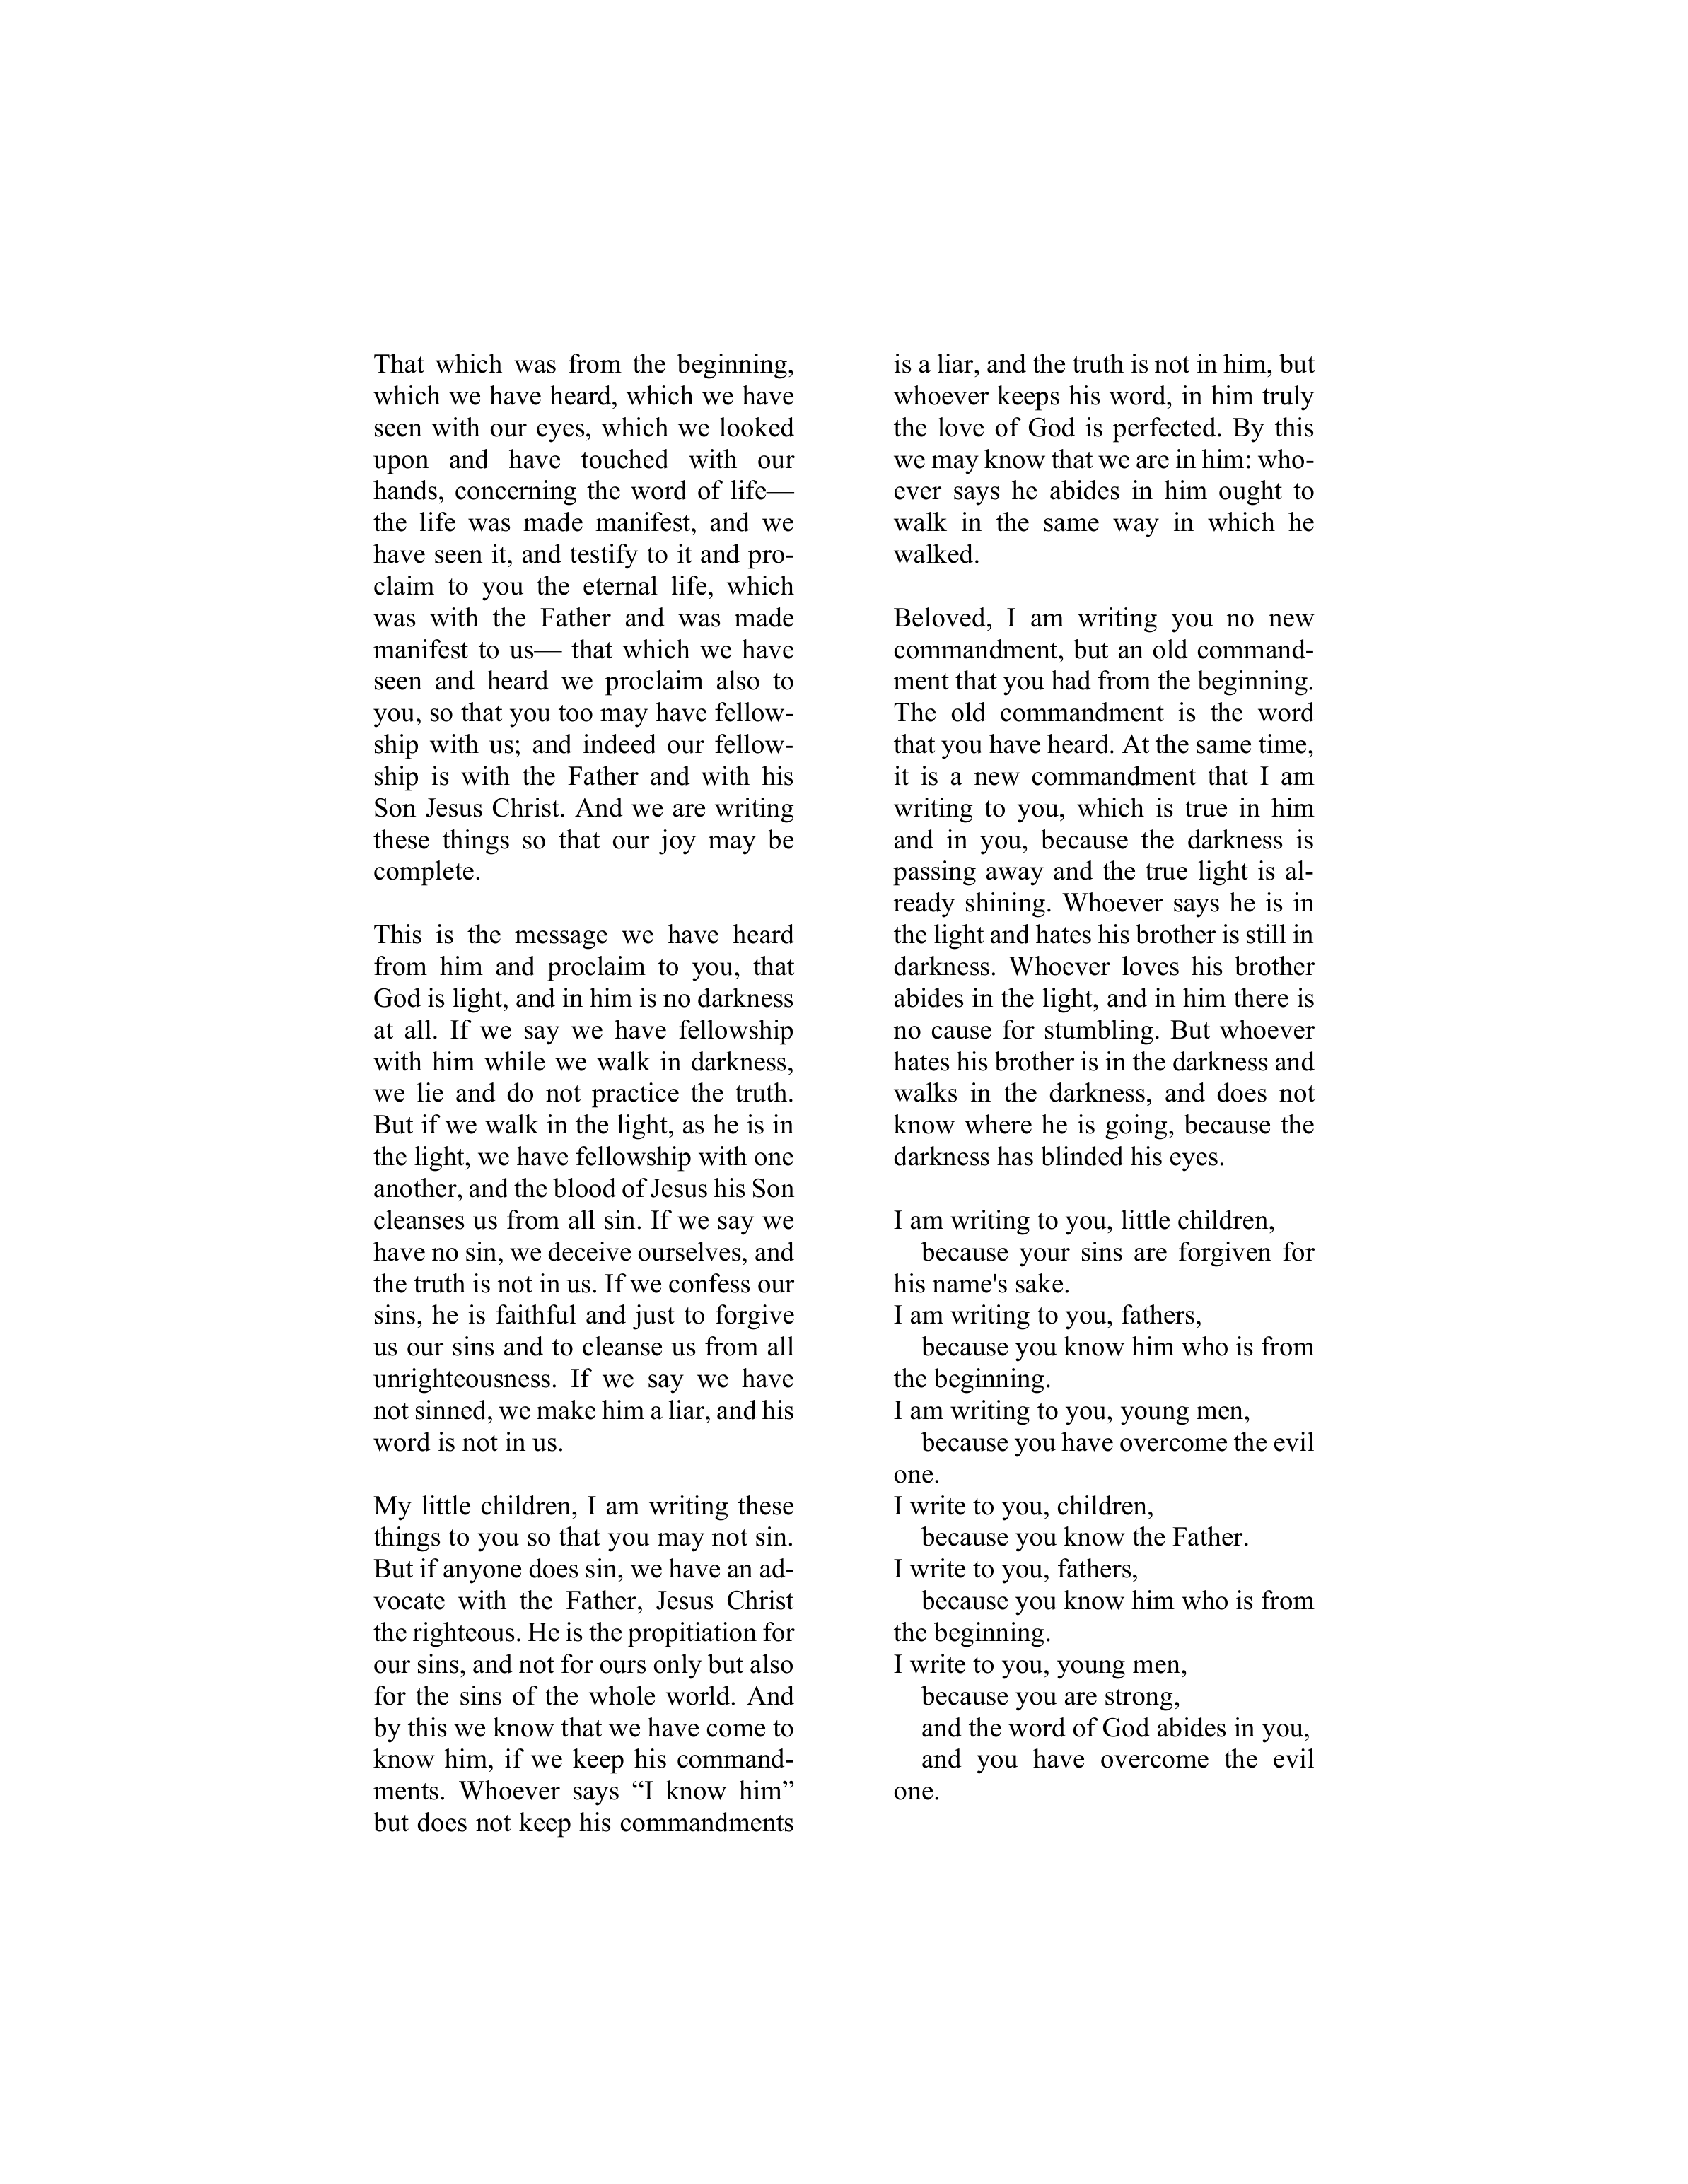 That which was from the beginning,
which we have heard, which we have
seen with our eyes, which we looked
upon and have touched with our
hands, concerning the word of life—
the life was made manifest, and we
have seen it, and testify to it and pro-
claim to you the eternal life, which
was with the Father and was made
manifest to us— that which we have
seen and heard we proclaim also to
you, so that you too may have fellow-
ship with us; and indeed our fellow-
ship is with the Father and with his
Son Jesus Christ. And we are writing
these things so that our joy may be
complete.

This is the message we have heard
from him and proclaim to you, that
God is light, and in him is no darkness
at all. If we say we have fellowship
with him while we walk in darkness,
we lie and do not practice the truth.
But if we walk in the light, as he is in
the light, we have fellowship with one
another, and the blood of Jesus his Son
cleanses us from all sin. If we say we
have no sin, we deceive ourselves, and
the truth is not in us. If we confess our
sins, he is faithful and just to forgive
us our sins and to cleanse us from all
unrighteousness. If we say we have
not sinned, we make him a liar, and his
word is not in us.

My little children, I am writing these
things to you so that you may not sin.
But if anyone does sin, we have an ad-
vocate with the Father, Jesus Christ
the righteous. He is the propitiation for
our sins, and not for ours only but also
for the sins of the whole world. And
by this we know that we have come to
know him, if we keep his command-
ments. Whoever says “I know him”
but does not keep his commandments
is a liar, and the truth is not in him, but
whoever keeps his word, in him truly
the love of God is perfected. By this
we may know that we are in him: who-
ever says he abides in him ought to
walk in the same way in which he
walked.

Beloved, I am writing you no new
commandment, but an old command-
ment that you had from the beginning.
The old commandment is the word
that you have heard. At the same time,
it is a new commandment that I am
writing to you, which is true in him
and in you, because the darkness is
passing away and the true light is al-
ready shining. Whoever says he is in
the light and hates his brother is still in
darkness. Whoever loves his brother
abides in the light, and in him there is
no cause for stumbling. But whoever
hates his brother is in the darkness and
walks in the darkness, and does not
know where he is going, because the
darkness has blinded his eyes.

I am writing to you, little children,
because your sins are forgiven for
his name's sake.
I am writing to you, fathers,
because you know him who is from
the beginning.
I am writing to you, young men,
because you have overcome the evil
one.
I write to you, children,
because you know the Father.
I write to you, fathers,
because you know him who is from
the beginning.
I write to you, young men,
because you are strong,
and the word of God abides in you,
and you have overcome the evil
one.